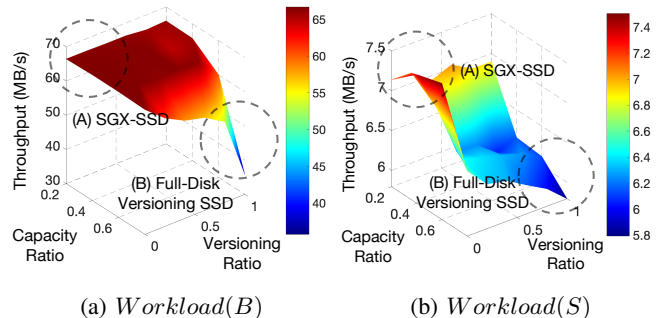 70
60
50
40
30
Throughput (MB/s)
(A) SGX-SSD
(B) Full-Disk
Versioning SSD
0.2
0.4
0.6
Capacity
Ratio
0
0.5
1
Versioning
Ratio
65
60
55
50
45
40
(a) Workload(B)
7.5
7
6.5
6
Throughput (MB/s)
(A) SGX-SSD
(B) Full-Disk
Versioning SSD
0.2
0.4
0.6
Capacity
Ratio
0
0.5
1
Versioning
Ratio
7.4
7.2
7
6.8
6.6
6.4
6.2
6
5.8
(b) Workload(S)